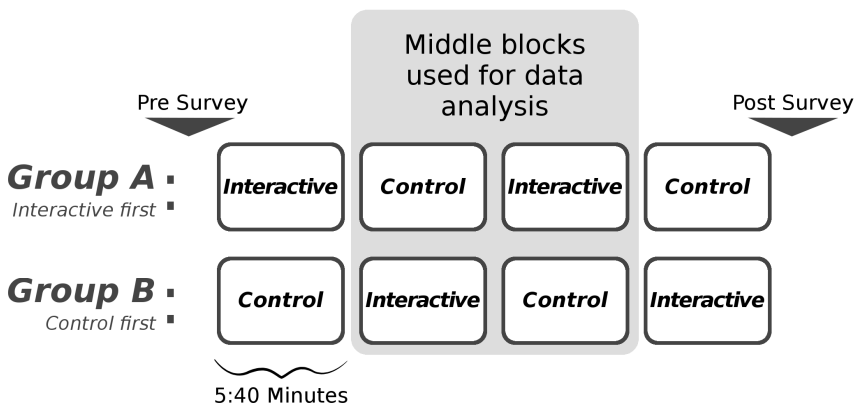 Middle blocks
used for data
analysis
Pre Survey
Post Survey
Group A :
Interactive first
Interactive
Control
Interactive
Control
Group B :
Control first
Control
Interactive
Control
Interactive
5:40 Minutes